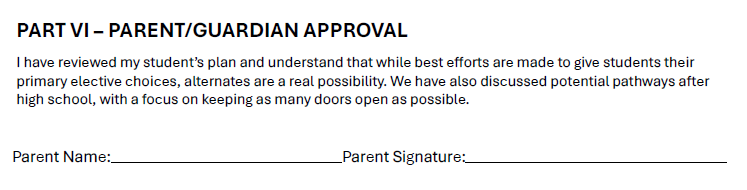 PART VI – PARENT/GUARDIAN APPROVAL
I have reviewed my student’s plan and understand that while best efforts are made to give students their
primary elective choices, alternates are a real possibility. We have also discussed potential pathways after
high school, with a focus on keeping as many doors open as possible.
Parent Name:____________________________Parent Signature:________________________________